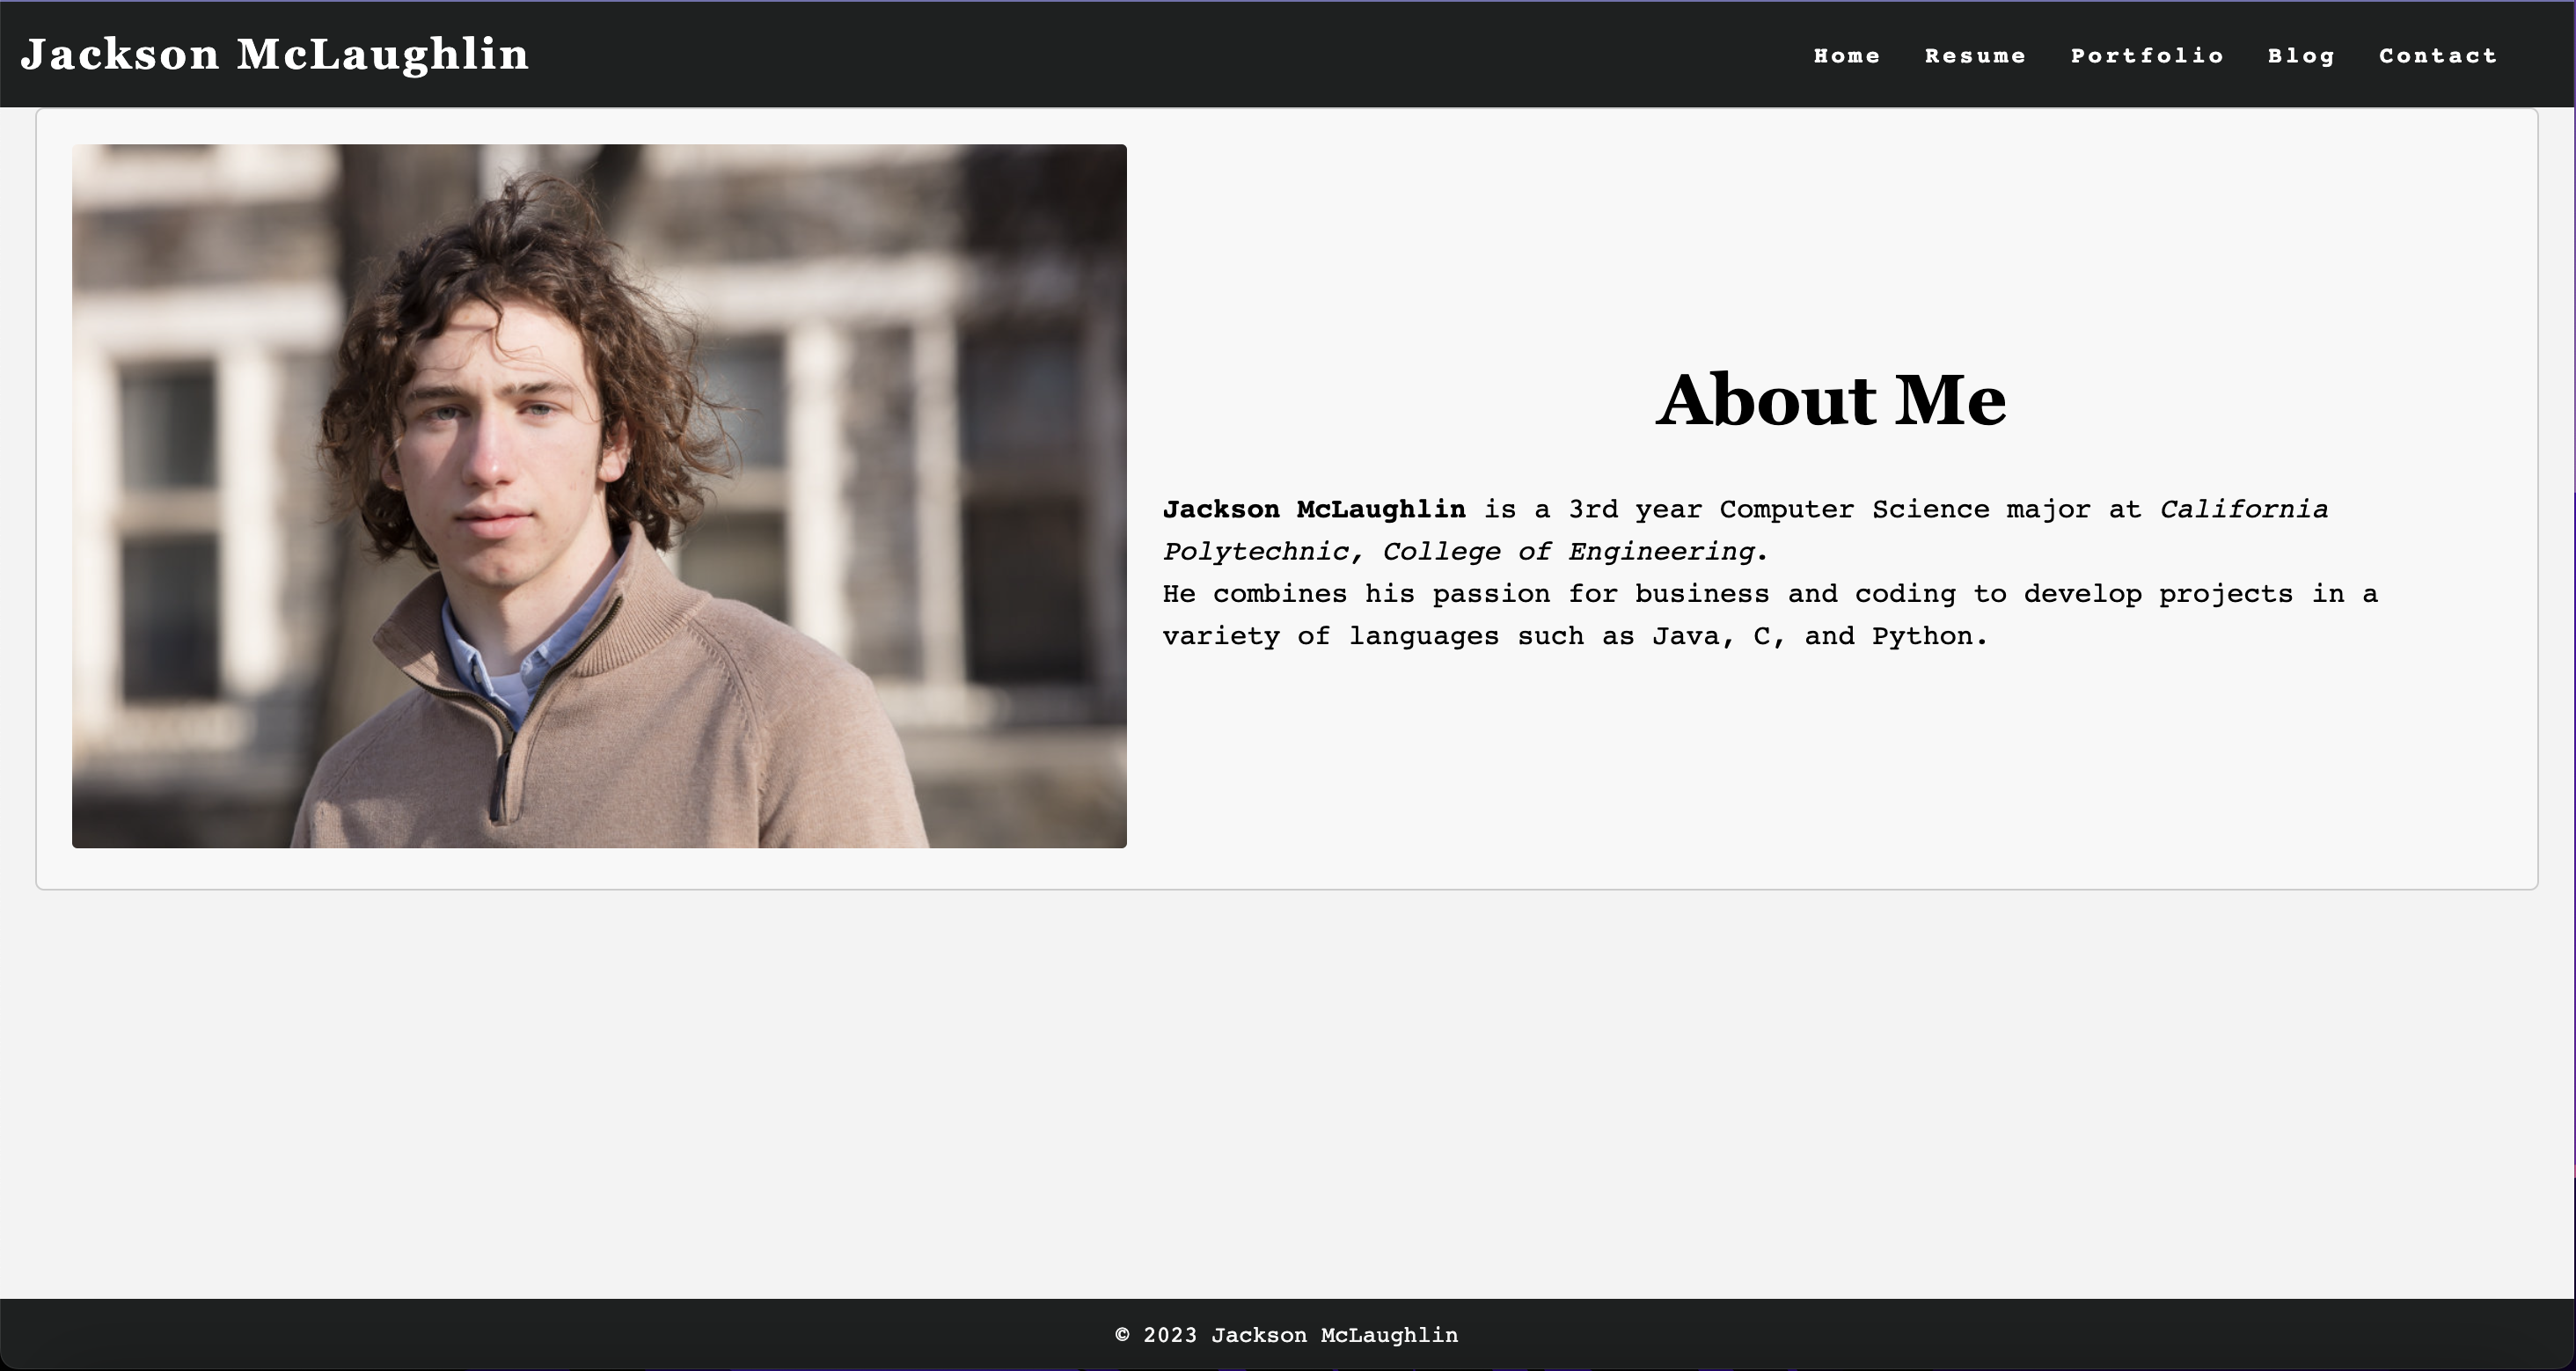 Jackson McLaughlin
Home Resume Portfolio Blog Contact
About Me
Jackson McLaughlin is a 3rd year Computer Science major at California
Polytechnic, College of Engineering.
He combines his passion for business and coding to develop projects in a
variety of languages such as Java, C, and Python.
© 2023 Jackson McLaughlin